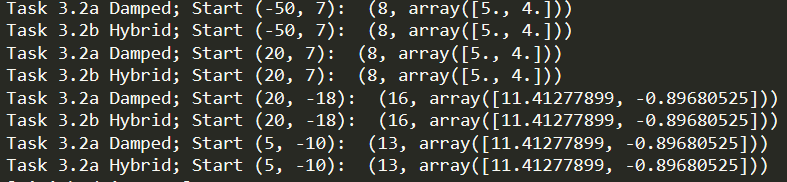 Task 3.2a Damped; Start (-50, 7):  (8, array([5., 4.]))
Task 3.2b Hybrid; Start (-50, 7):  (8, array([5., 4.]))
Task 3.2a Damped; Start (20, 7):  (8, array([5., 4.]))
Task 3.2b Hybrid; Start (20, 7):  (8, array([5., 4.]))
Task 3.2a Damped; Start (20, -18):  (16, array([11.41277899, -0.89680525]))
Task 3.2b Hybrid; Start (20, -18):  (16, array([11.41277899, -0.89680525]))
Task 3.2a Damped; Start (5, -10):  (13, array([11.41277899, -0.89680525]))
Task 3.2a Hybrid; Start (5, -10):  (13, array([11.41277899, -0.89680525]))